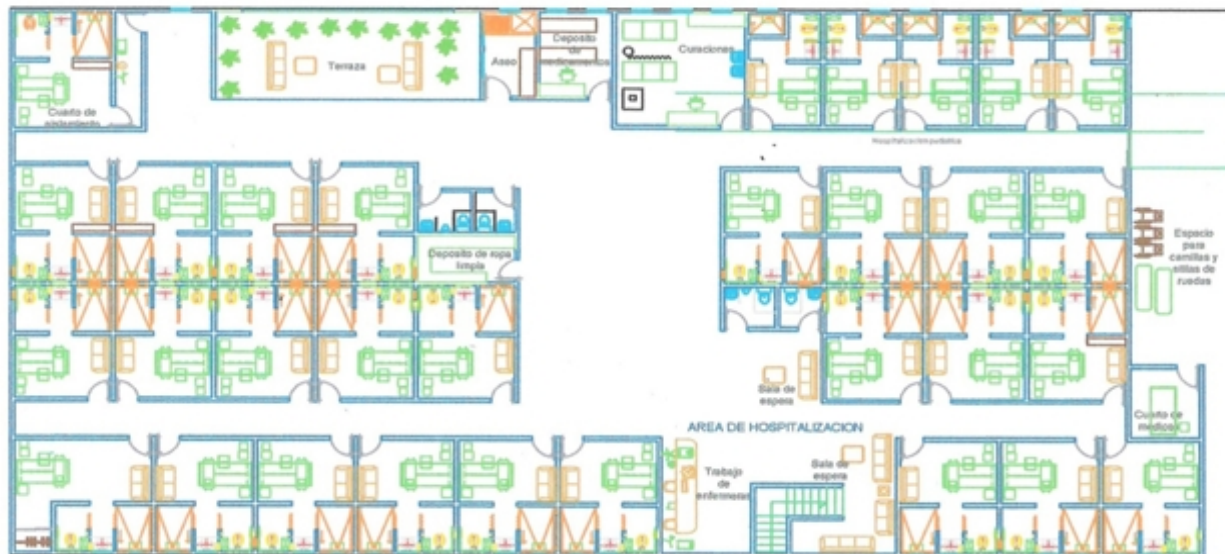 Terraza
Aseo
Deposito
de
medicamentos
Curaciones
Cuarto de
aislamiento
Deposito de ropa
limpia
Espacio
para
camillas y
sillas de
ruedas
Sala de
espera
Cuarto de
medicos
AREA DE HOSPITALIZACION
Trabajo
de
enfermeras
Sala de
espera